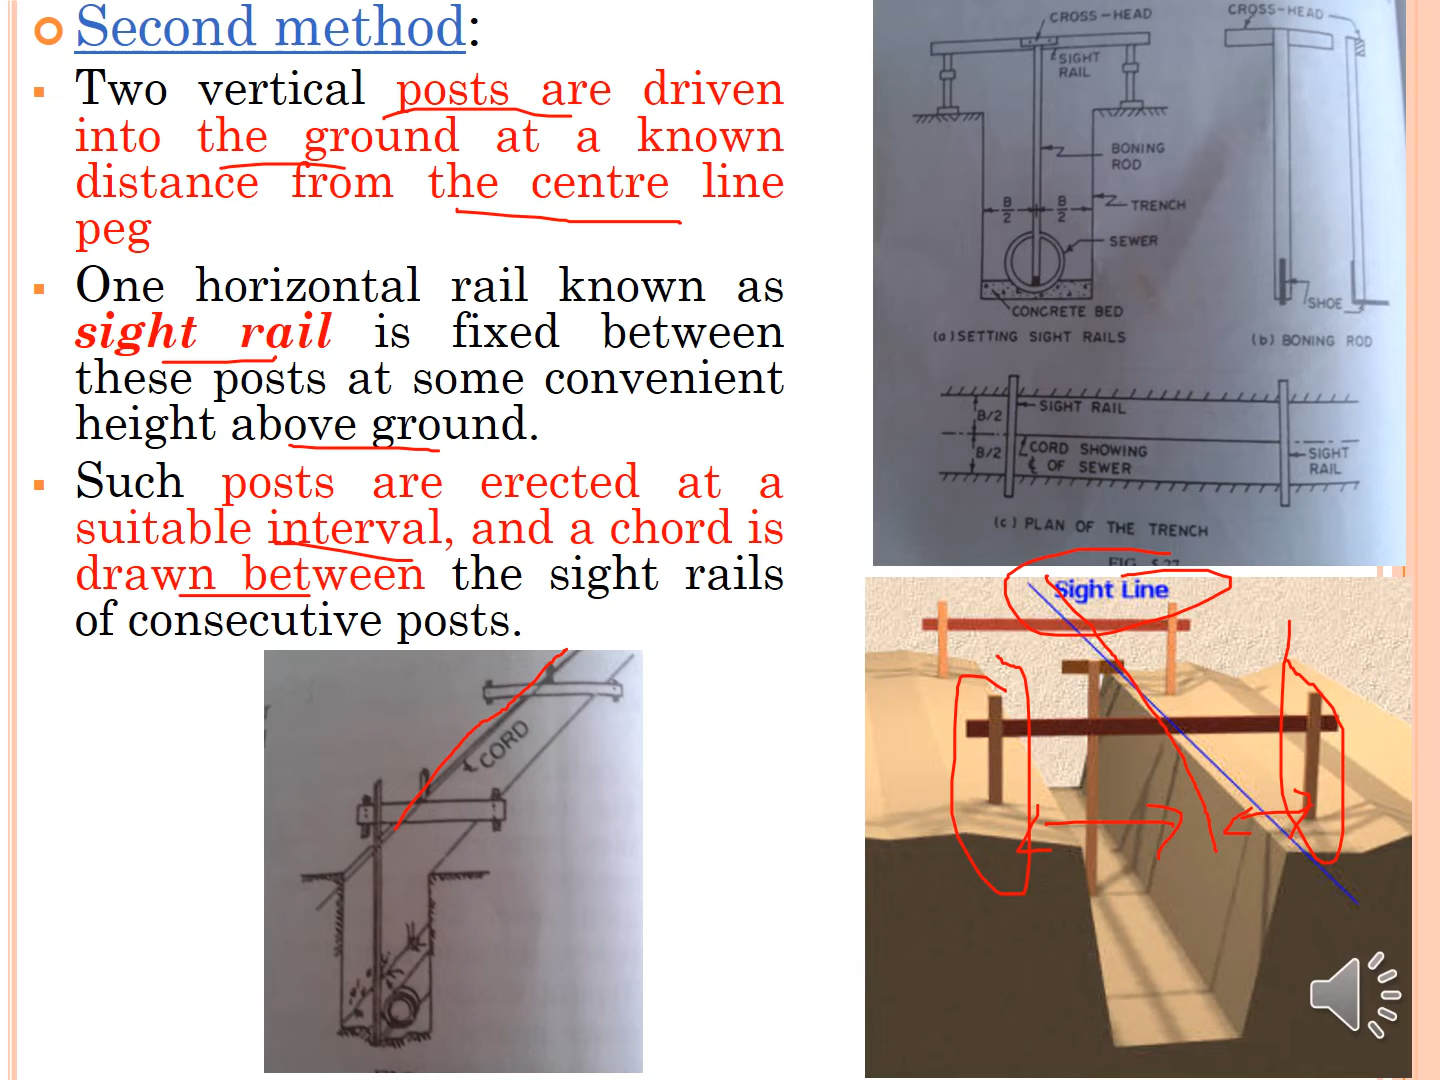 Second method:
Two vertical posts are driven
into the ground at a known
distance from the centre line
peg
One horizontal rail known as
sight rail is fixed between
these posts at some convenient
height above ground.
Such posts are erected at a
suitable interval, and a chord is
drawn between the sight rails
of consecutive posts.
CROSS-HEAD
SIGHT
RAIL
BONING
ROD
B/2
B/2
TRENCH
SEWER
CONCRETE BED
(a) SETTING SIGHT RAILS
CROSS-HEAD
SHOE
(b) BONING ROD
SIGHT RAIL
B/2
B/2
CORD SHOWING
℄ OF SEWER
SIGHT
RAIL
(c) PLAN OF THE TRENCH
Sight Line
℄ CORD